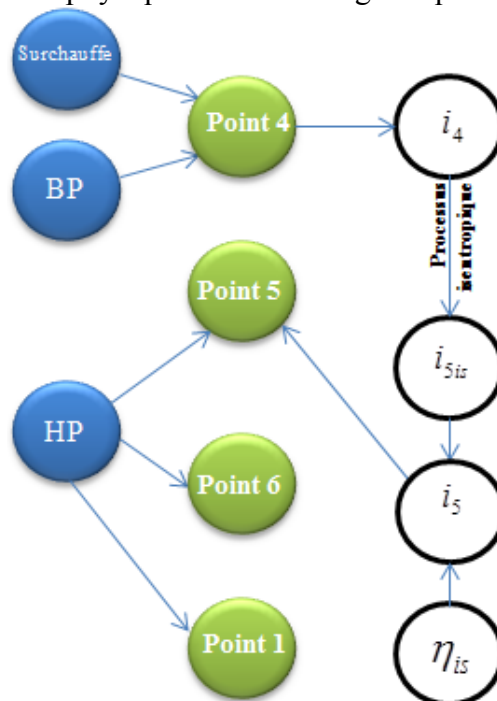 Surchauffe
Point 4
i₄
BP
Processus
isentropique
Point 5
i₅ᵢₛ
HP
Point 6
i₅
Point 1
ηᵢₛ